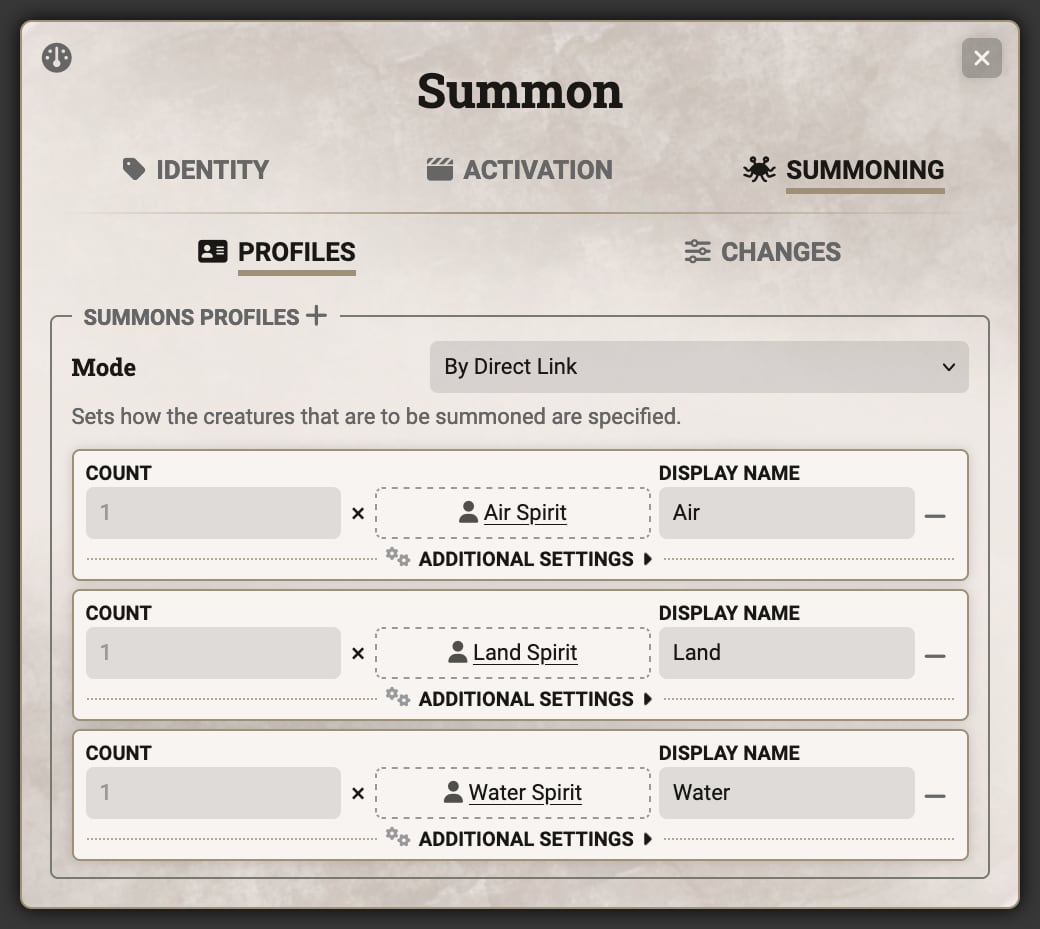 Summon
IDENTITY
ACTIVATION
SUMMONING
PROFILES
CHANGES
SUMMONS PROFILES
Mode
By Direct Link
Sets how the creatures that are to be summoned are specified.
COUNT
DISPLAY NAME
1
×
Air Spirit
Air
ADDITIONAL SETTINGS
COUNT
DISPLAY NAME
1
×
Land Spirit
Land
ADDITIONAL SETTINGS
COUNT
DISPLAY NAME
1
×
Water Spirit
Water
ADDITIONAL SETTINGS